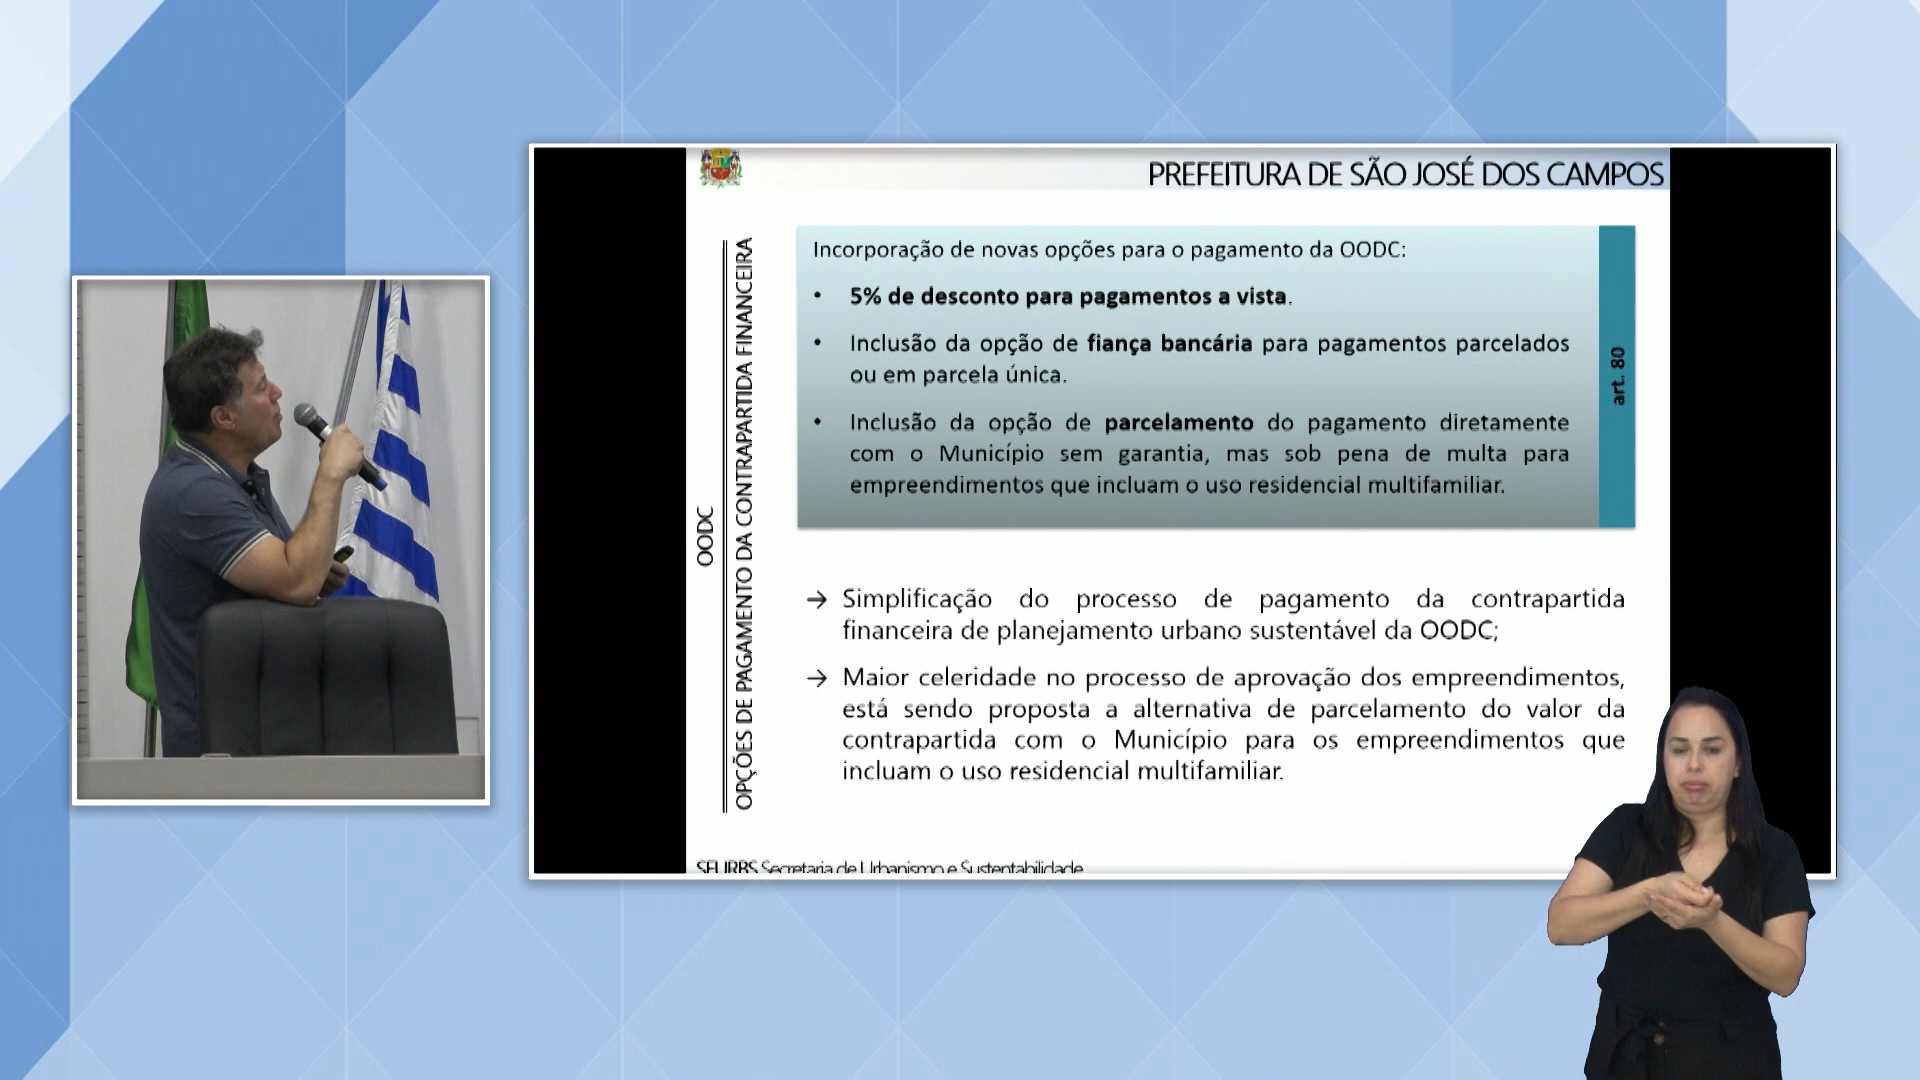 PREFEITURA DE SÃO JOSÉ DOS CAMPOS
OODC
OPÇÕES DE PAGAMENTO DA CONTRAPARTIDA FINANCEIRA
Incorporação de novas opções para o pagamento da OODC:
• 5% de desconto para pagamentos a vista.
• Inclusão da opção de fiança bancária para pagamentos parcelados
ou em parcela única.
• Inclusão da opção de parcelamento do pagamento diretamente
com o Município sem garantia, mas sob pena de multa para
empreendimentos que incluam o uso residencial multifamiliar.
art. 80
→ Simplificação do processo de pagamento da contrapartida
financeira de planejamento urbano sustentável da OODC;
→ Maior celeridade no processo de aprovação dos empreendimentos,
está sendo proposta a alternativa de parcelamento do valor da
contrapartida com o Município para os empreendimentos que
incluam o uso residencial multifamiliar.
SEURBS Secretaria de Urbanismo e Sustentabilidade